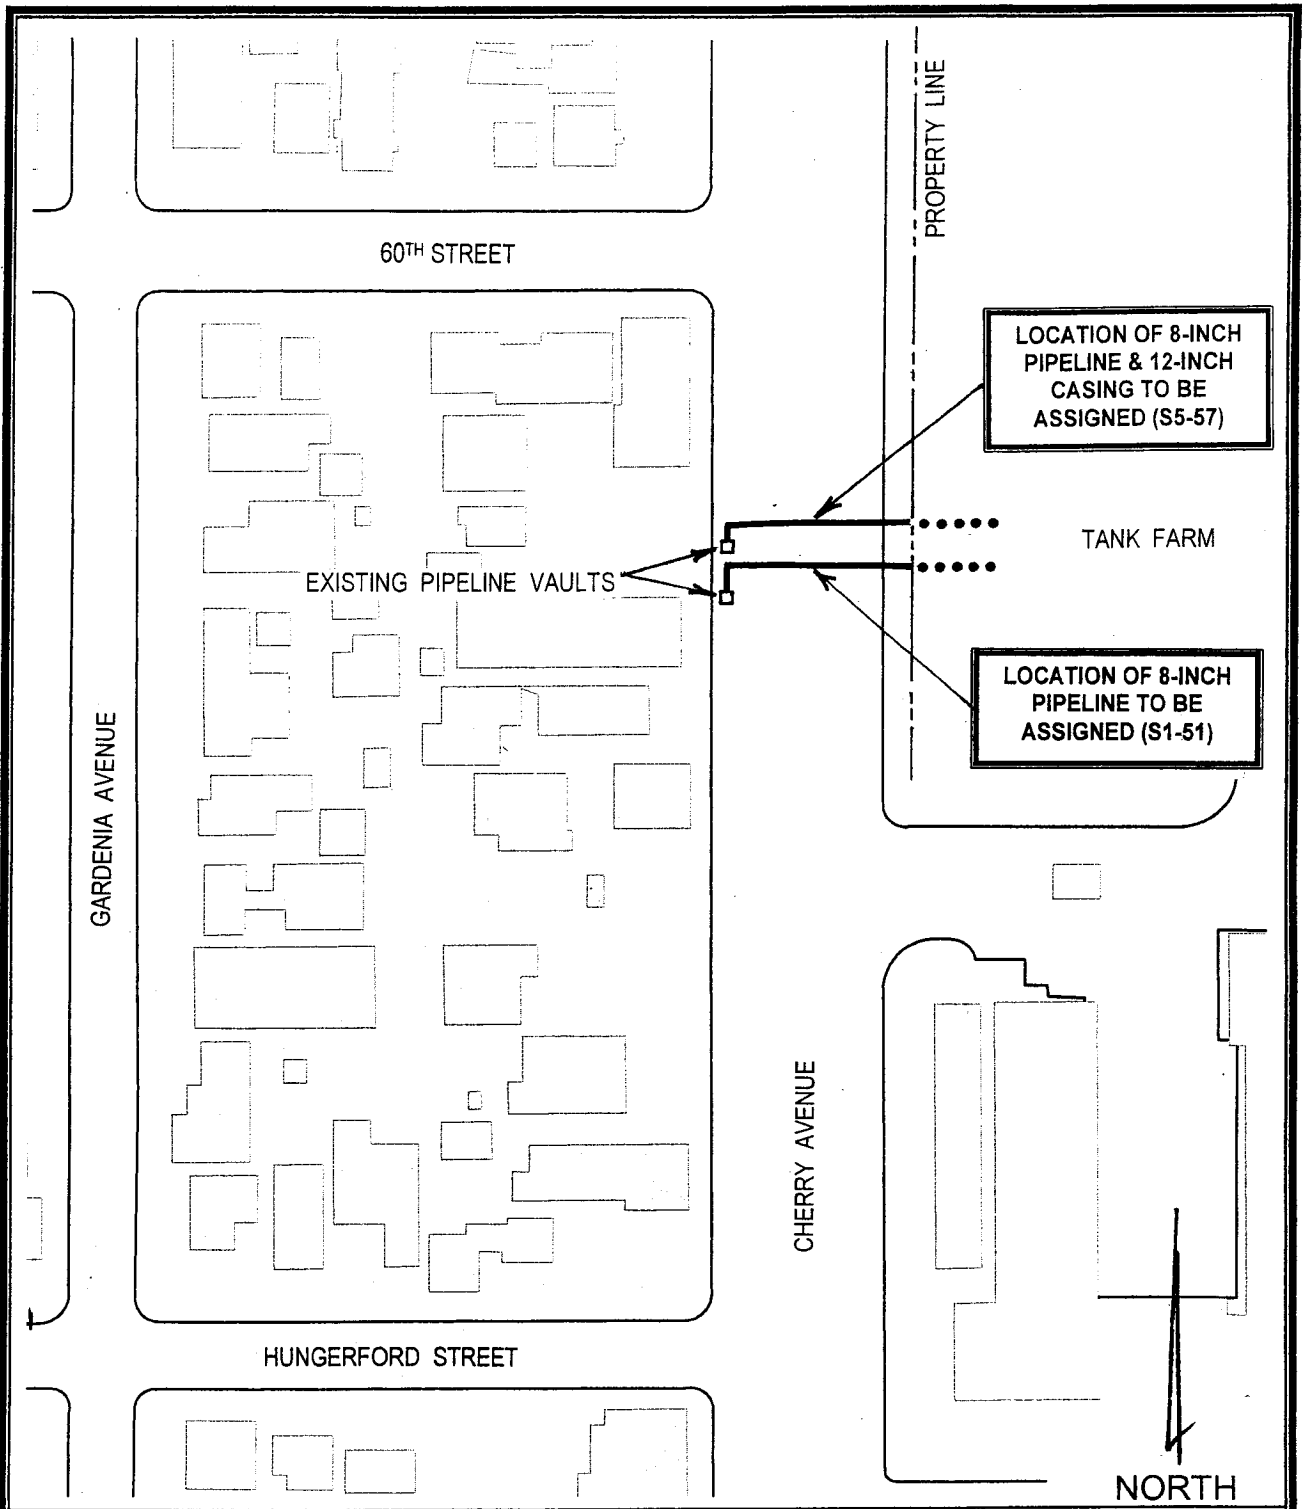 PROPERTY LINE
60TH STREET
LOCATION OF 8-INCH
PIPELINE & 12-INCH
CASING TO BE
ASSIGNED (S5-57)
TANK FARM
EXISTING PIPELINE VAULTS
LOCATION OF 8-INCH
PIPELINE TO BE
ASSIGNED (S1-51)
GARDENIA AVENUE
CHERRY AVENUE
HUNGERFORD STREET
NORTH